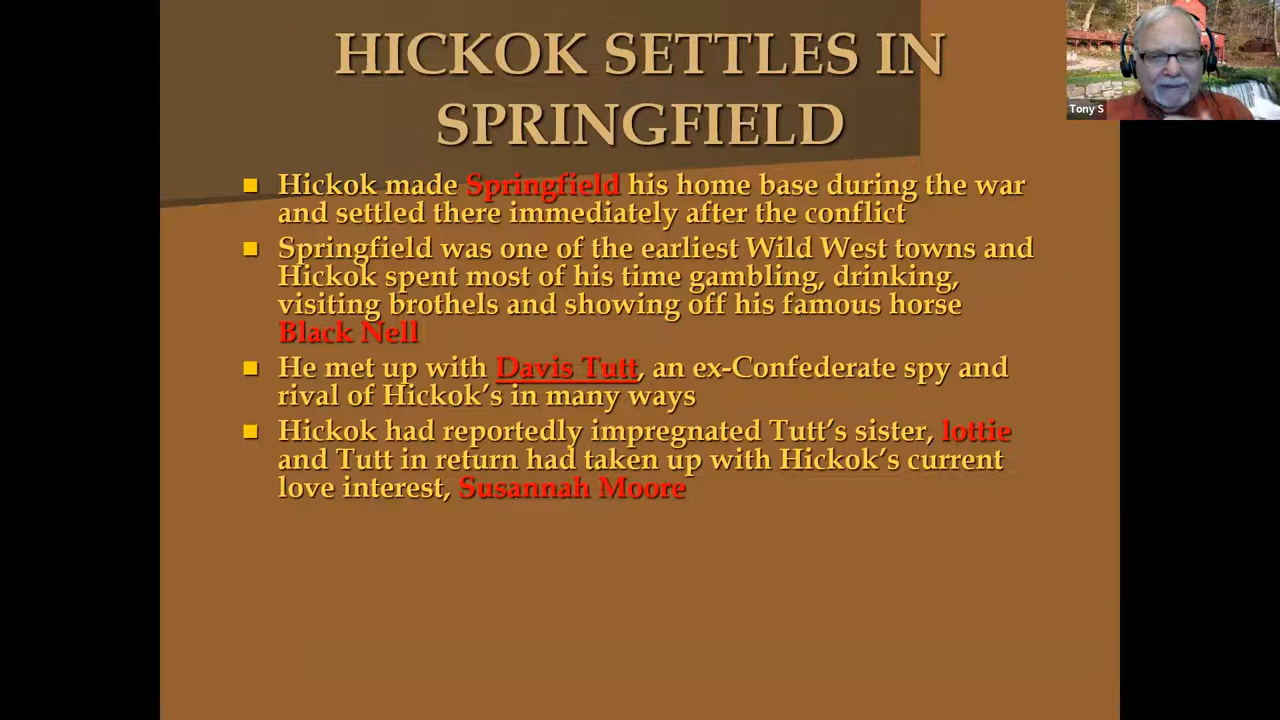 HICKOK SETTLES IN
SPRINGFIELD
Hickok made Springfield his home base during the war
and settled there immediately after the conflict
Springfield was one of the earliest Wild West towns and
Hickok spent most of his time gambling, drinking,
visiting brothels and showing off his famous horse
Black Nell
He met up with Davis Tutt, an ex-Confederate spy and
rival of Hickok’s in many ways
Hickok had reportedly impregnated Tutt’s sister, lottie
and Tutt in return had taken up with Hickok’s current
love interest, Susannah Moore
Tony S